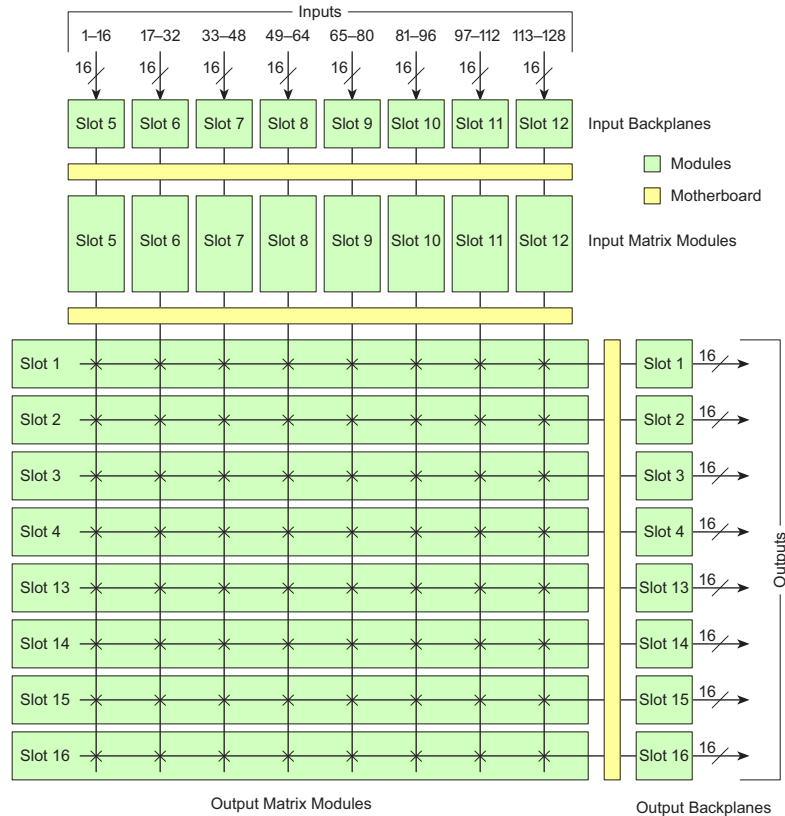 Inputs
1–16 17–32 33–48 49–64 65–80 81–96 97–112 113–128
16 16 16 16 16 16 16 16
Slot 5 Slot 6 Slot 7 Slot 8 Slot 9 Slot 10 Slot 11 Slot 12
Input Backplanes
Modules
Motherboard
Slot 5 Slot 6 Slot 7 Slot 8 Slot 9 Slot 10 Slot 11 Slot 12
Input Matrix Modules
Slot 1 Slot 1 16
Slot 2 Slot 2 16
Slot 3 Slot 3 16
Slot 4 Slot 4 16
Slot 13 Slot 13 16
Slot 14 Slot 14 16
Slot 15 Slot 15 16
Slot 16 Slot 16 16
Outputs
Output Matrix Modules
Output Backplanes